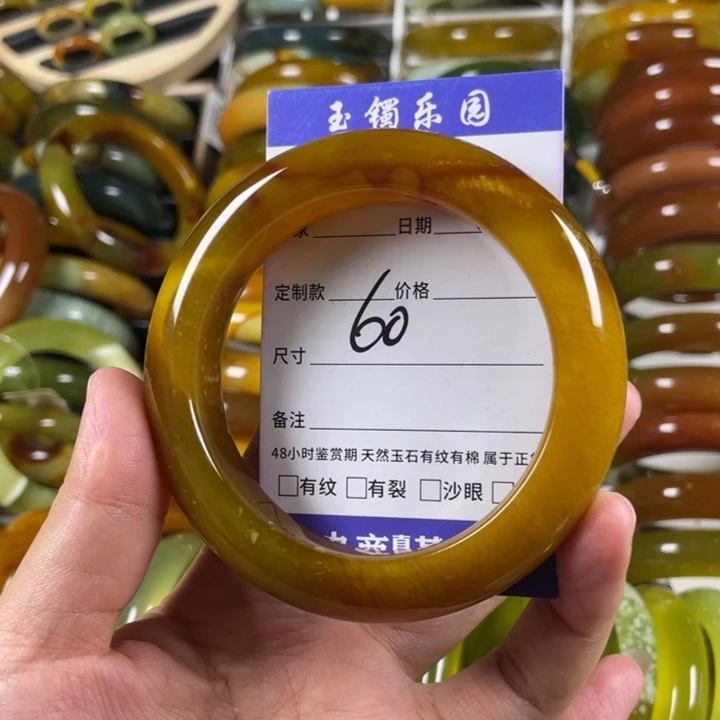 玉镯乐园
日期
定制款 价格
60
尺寸
备注
48小时鉴赏期 天然玉石有纹有棉 属于正
□有纹 □有裂 □沙眼 □